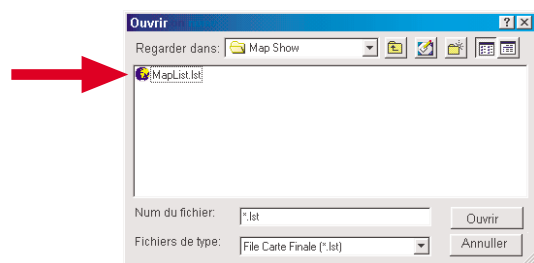 Ouvrir
Regarder dans: Map Show
MapList.lst
Num du fichier: *.lst Ouvrir
Fichiers de type: File Carte Finale (*.lst) Annuller